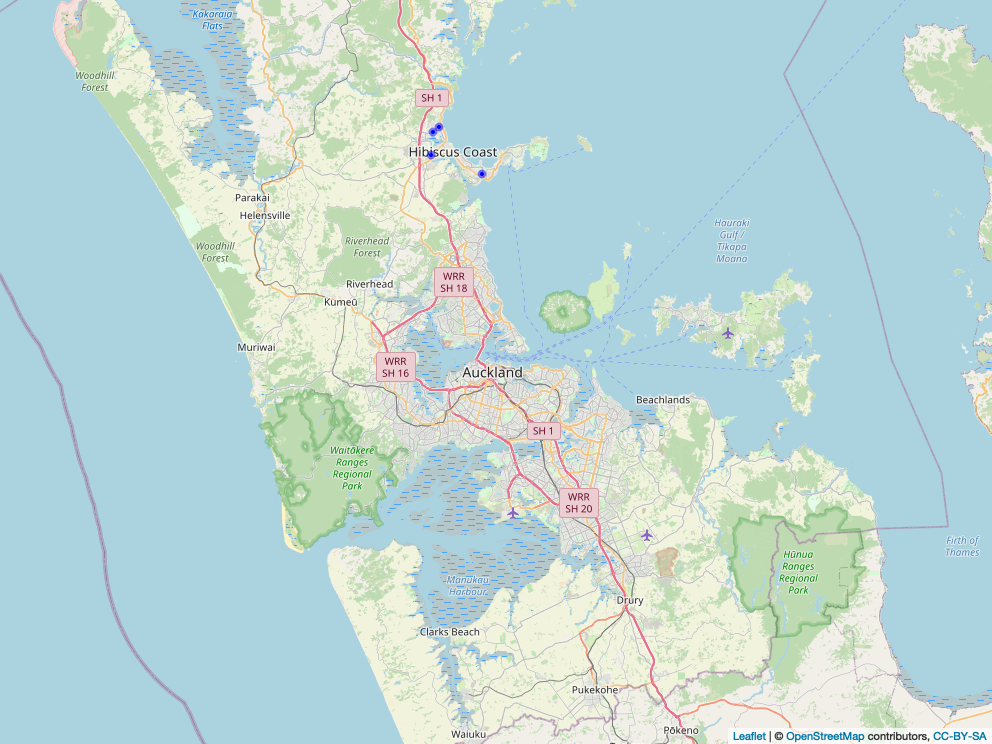 Kakaraia
Flats
Woodhill
Forest
SH 1
Hibiscus Coast
Parakai
Helensville
Hauraki
Gulf /
Tikapa
Moana
Woodhill
Forest
Riverhead
Forest
Riverhead
WRR
SH 18
Kumeū
Muriwai
WRR
SH 16
Auckland
Beachlands
SH 1
Waitākere
Ranges
Regional
Park
WRR
SH 20
Firth of
Thames
Hūnua
Ranges
Regional
Park
Manukau
Harbour
Drury
Clarks Beach
Pukekohe
Waiuku
Pōkeno
Leaflet | © OpenStreetMap contributors, CC-BY-SA